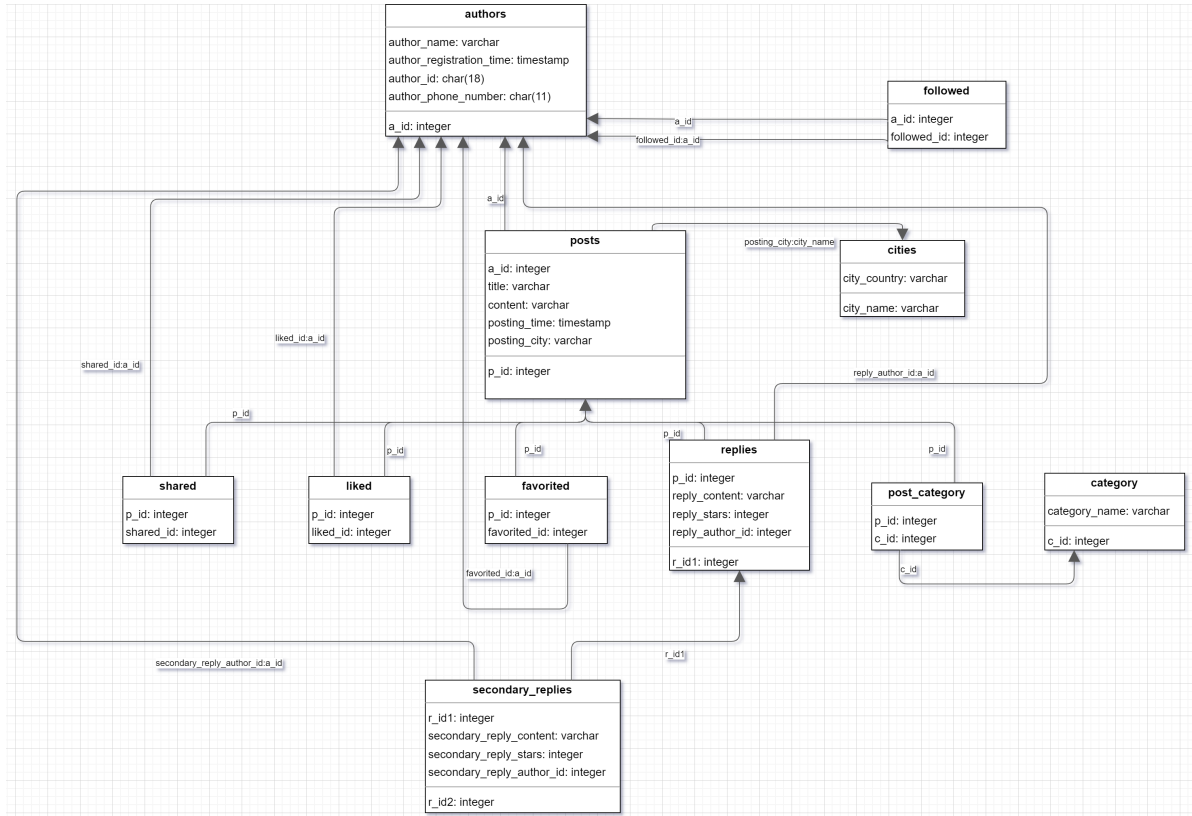 authors
author_name: varchar
author_registration_time: timestamp
author_id: char(18)
author_phone_number: char(11)
a_id: integer
followed
a_id: integer
followed_id: integer
a_id
followed_id:a_id
a_id
posts
a_id: integer
title: varchar
content: varchar
posting_time: timestamp
posting_city: varchar
p_id: integer
posting_city:city_name
cities
city_country: varchar
city_name: varchar
liked_id:a_id
shared_id:a_id
reply_author_id:a_id
p_id
p_id
p_id
p_id
p_id
shared
p_id: integer
shared_id: integer
liked
p_id: integer
liked_id: integer
favorited
p_id: integer
favorited_id: integer
replies
p_id: integer
reply_content: varchar
reply_stars: integer
reply_author_id: integer
r_id1: integer
post_category
p_id: integer
c_id: integer
category
category_name: varchar
c_id: integer
c_id
favorited_id:a_id
secondary_reply_author_id:a_id
r_id1
secondary_replies
r_id1: integer
secondary_reply_content: varchar
secondary_reply_stars: integer
secondary_reply_author_id: integer
r_id2: integer